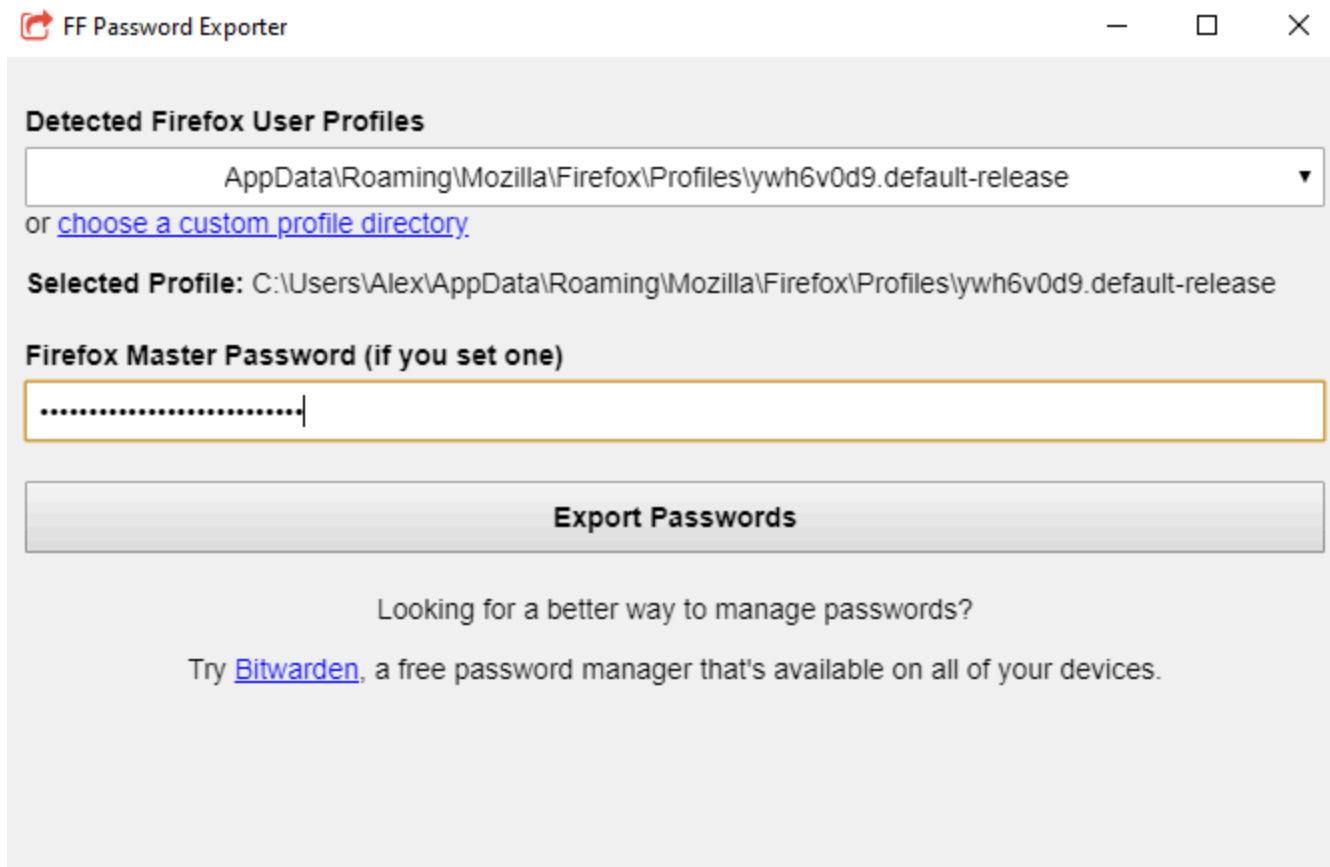 FF Password Exporter
Detected Firefox User Profiles
AppData\Roaming\Mozilla\Firefox\Profiles\ywh6v0d9.default-release
or choose a custom profile directory
Selected Profile: C:\Users\Alex\AppData\Roaming\Mozilla\Firefox\Profiles\ywh6v0d9.default-release
Firefox Master Password (if you set one)
Export Passwords
Looking for a better way to manage passwords?
Try Bitwarden, a free password manager that's available on all of your devices.